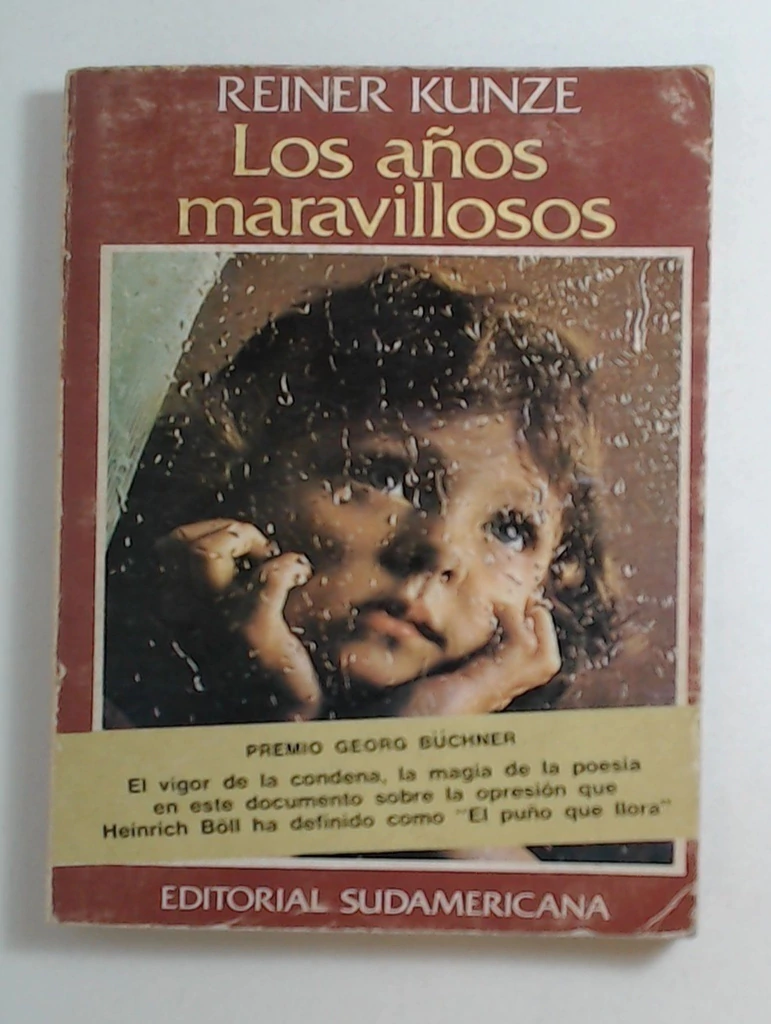 REINER KUNZE
Los años
maravillosos
PREMIO GEORG BÜCHNER
El vigor de la condena, la magia de la poesia
en este documento sobre la opresión que
Heinrich Böll ha definido como "El puño que llora"
EDITORIAL SUDAMERICANA